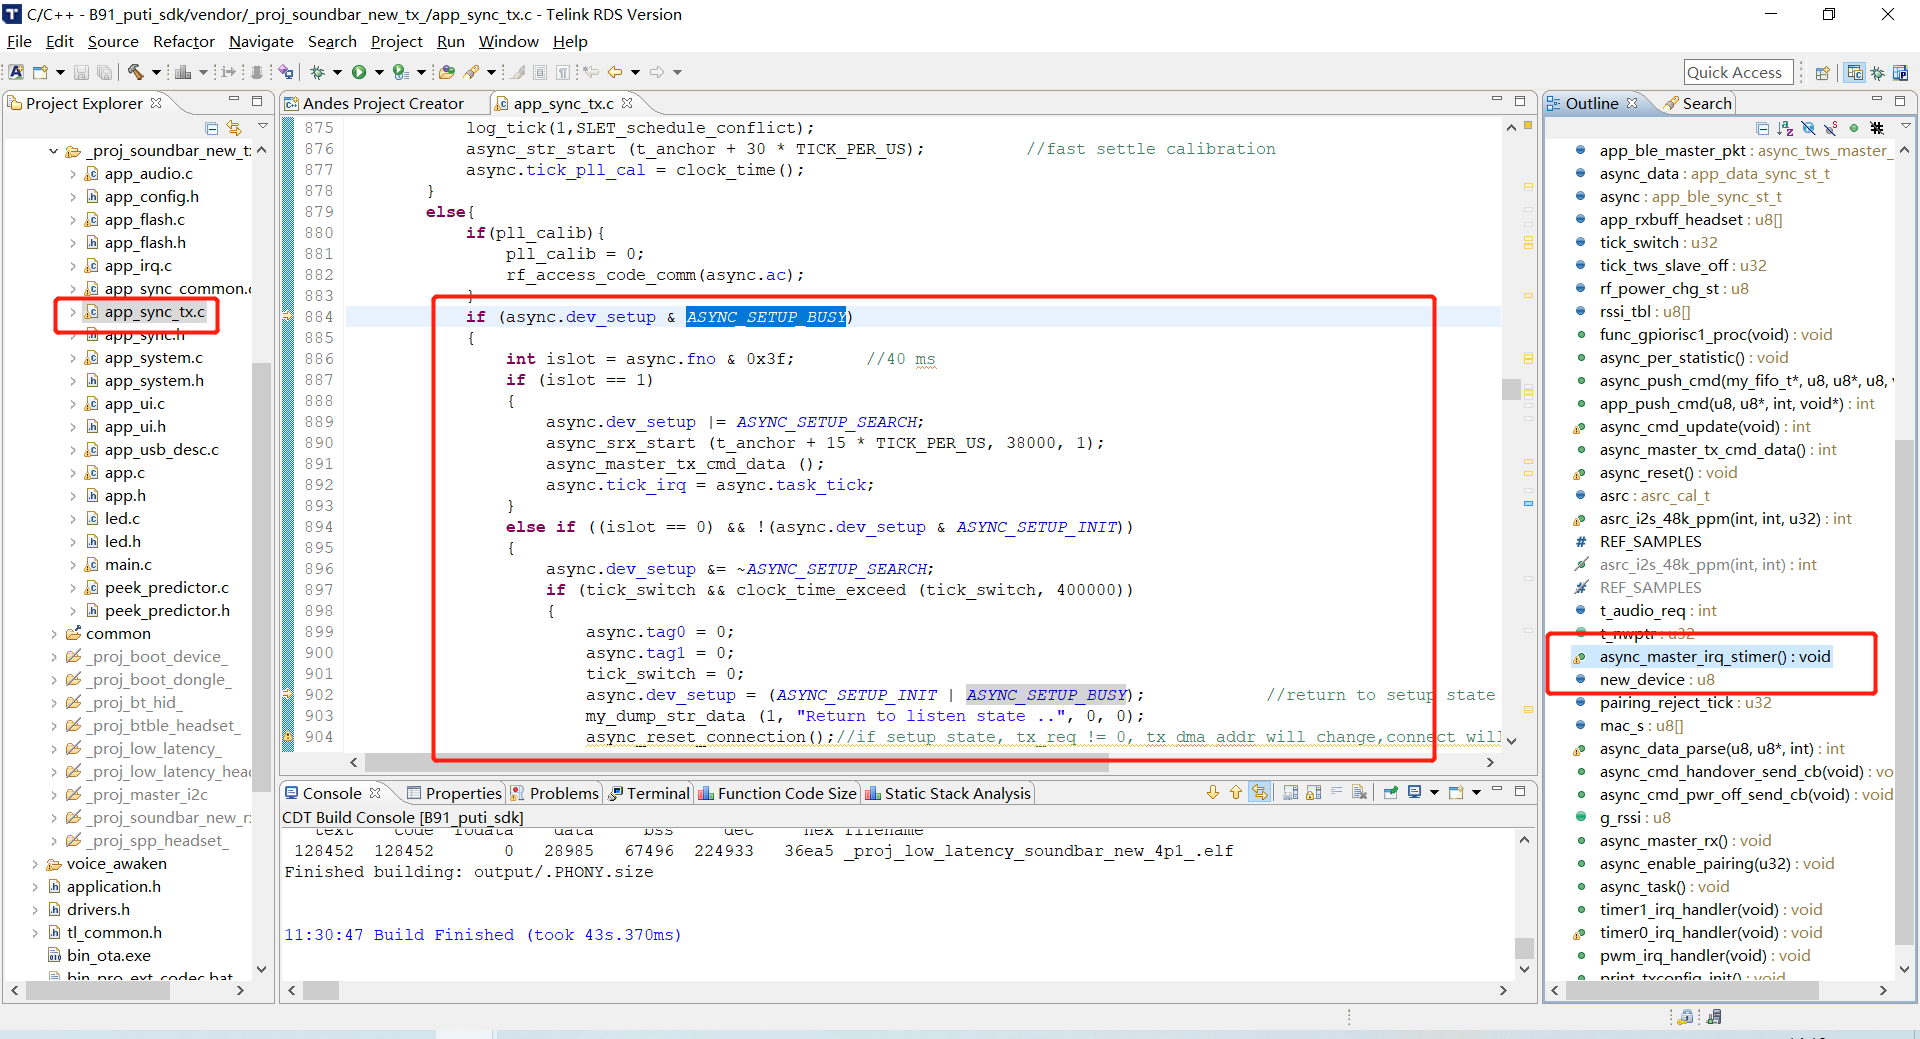 C/C++ - B91_puti_sdk/vendor/_proj_soundbar_new_tx_/app_sync_tx.c - Telink RDS Version
File Edit Source Refactor Navigate Search Project Run Window Help
Quick Access
Project Explorer
_proj_soundbar_new_t
app_audio.c
app_config.h
app_flash.c
app_flash.h
app_irq.c
app_sync_common.
app_sync_tx.c
app_sync.h
app_system.c
app_system.h
app_ui.c
app_ui.h
app_usb_desc.c
app.c
app.h
led.c
led.h
main.c
peek_predictor.c
peek_predictor.h
common
_proj_boot_device_
_proj_boot_dongle_
_proj_bt_hid_
_proj_btble_headset_
_proj_low_latency_
_proj_low_latency_hea
_proj_master_i2c
_proj_soundbar_new_r
_proj_spp_headset_
voice_awaken
application.h
drivers.h
tl_common.h
bin_ota.exe
bin_pro_ext_codec.bat
Andes Project Creator
app_sync_tx.c
875 log_tick(1,SLET_schedule_conflict);
876 async_str_start (t_anchor + 30 * TICK_PER_US); //fast settle calibration
877 async.tick_pll_cal = clock_time();
878 }
879 else{
880 if(pll_calib){
881 pll_calib = 0;
882 rf_access_code_comm(async.ac);
883 }
884 if (async.dev_setup & ASYNC_SETUP_BUSY)
885 {
886 int islot = async.fno & 0x3f; //40 ms
887 if (islot == 1)
888 {
889 async.dev_setup |= ASYNC_SETUP_SEARCH;
890 async_srx_start (t_anchor + 15 * TICK_PER_US, 38000, 1);
891 async_master_tx_cmd_data ();
892 async.tick_irq = async.task_tick;
893 }
894 else if ((islot == 0) && !(async.dev_setup & ASYNC_SETUP_INIT))
895 {
896 async.dev_setup &= ~ASYNC_SETUP_SEARCH;
897 if (tick_switch && clock_time_exceed (tick_switch, 400000))
898 {
899 async.tag0 = 0;
900 async.tag1 = 0;
901 tick_switch = 0;
902 async.dev_setup = (ASYNC_SETUP_INIT | ASYNC_SETUP_BUSY); //return to setup state
903 my_dump_str_data (1, "Return to listen state ..", 0, 0);
904 async_reset_connection();//if setup state, tx_req != 0, tx dma addr will change,connect will
Console Properties Problems Terminal Function Code Size Static Stack Analysis
CDT Build Console [B91_puti_sdk]
text code rodata data bss dec hex filename
128452 128452 0 28985 67496 224933 36ea5 _proj_low_latency_soundbar_new_4p1_.elf
Finished building: output/.PHONY.size
11:30:47 Build Finished (took 43s.370ms)
Outline Search
app_ble_master_pkt : async_tws_master_
async_data : app_data_sync_st_t
async : app_ble_sync_st_t
app_rxbuff_headset : u8[]
tick_switch : u32
tick_tws_slave_off : u32
rf_power_chg_st : u8
rssi_tbl : u8[]
func_gpiorisc1_proc(void) : void
async_per_statistic() : void
async_push_cmd(my_fifo_t*, u8, u8*, u8,
app_push_cmd(u8, u8*, int, void*) : int
async_cmd_update(void) : int
async_master_tx_cmd_data() : int
async_reset() : void
asrc : asrc_cal_t
asrc_i2s_48k_ppm(int, int, u32) : int
REF_SAMPLES
asrc_i2s_48k_ppm(int, int) : int
REF_SAMPLES
t_audio_req : int
t_nwptr : u32
async_master_irq_stimer() : void
new_device : u8
pairing_reject_tick : u32
mac_s : u8[]
async_data_parse(u8, u8*, int) : int
async_cmd_handover_send_cb(void) : vo
async_cmd_pwr_off_send_cb(void) : void
g_rssi : u8
async_master_rx() : void
async_enable_pairing(u32) : void
async_task() : void
timer1_irq_handler(void) : void
timer0_irq_handler(void) : void
pwm_irq_handler(void) : void
print_txconfig_init() : void